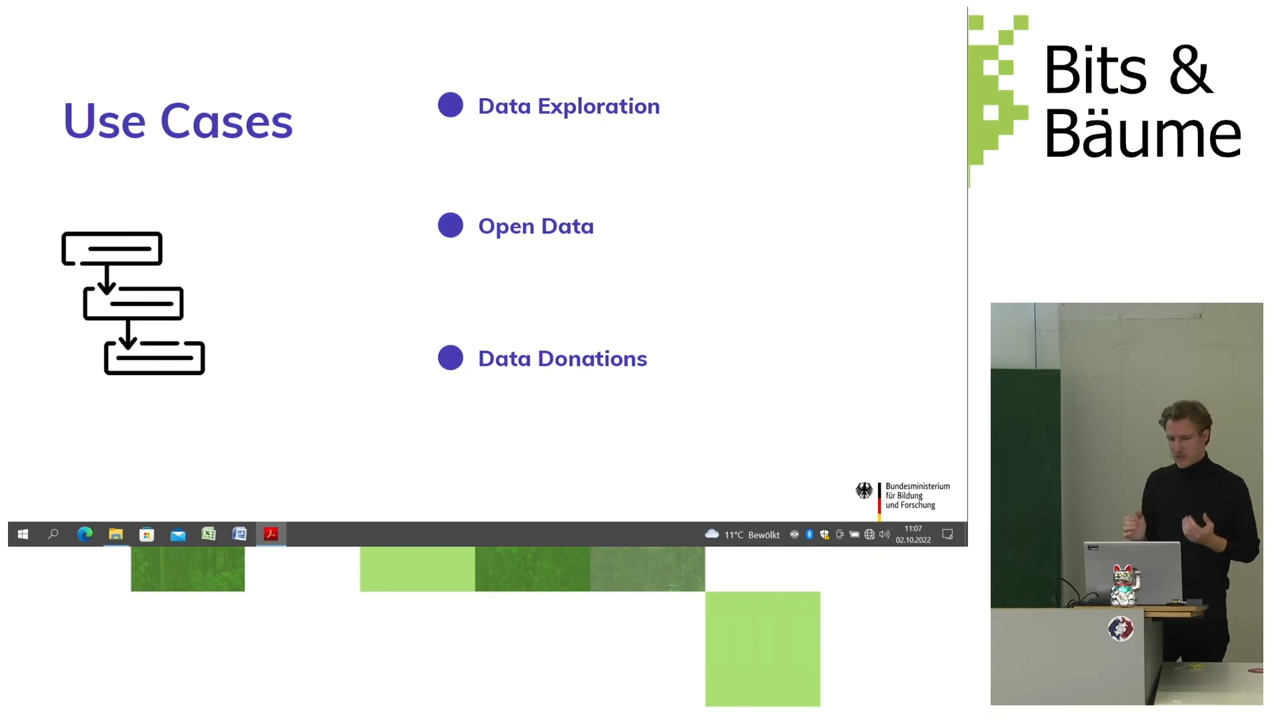 Use Cases
Data Exploration
Open Data
Data Donations
Bundesministerium
für Bildung
und Forschung
11°C Bewölkt
11:07
02.10.2022
Bits &
Bäume